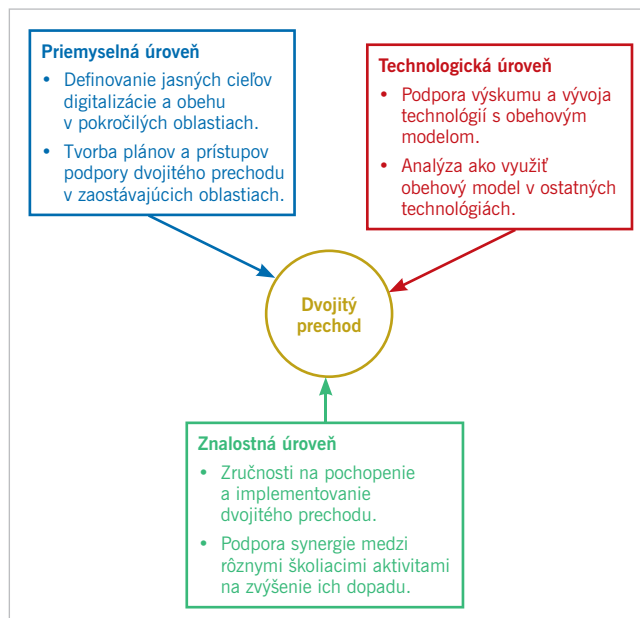 Priemyselná úroveň
• Definovanie jasných cieľov
digitalizácie a obehu
v pokročilých oblastiach.
• Tvorba plánov a prístupov
podpory dvojitého prechodu
v zaostávajúcich oblastiach.
Technologická úroveň
• Podpora výskumu a vývoja
technológií s obehovým
modelom.
• Analýza ako využiť
obehový model v ostatných
technológiách.
Dvojitý
prechod
Znalostná úroveň
• Zručnosti na pochopenie
a implementovanie
dvojitého prechodu.
• Podpora synergie medzi
rôznymi školiacimi aktivitami
na zvýšenie ich dopadu.